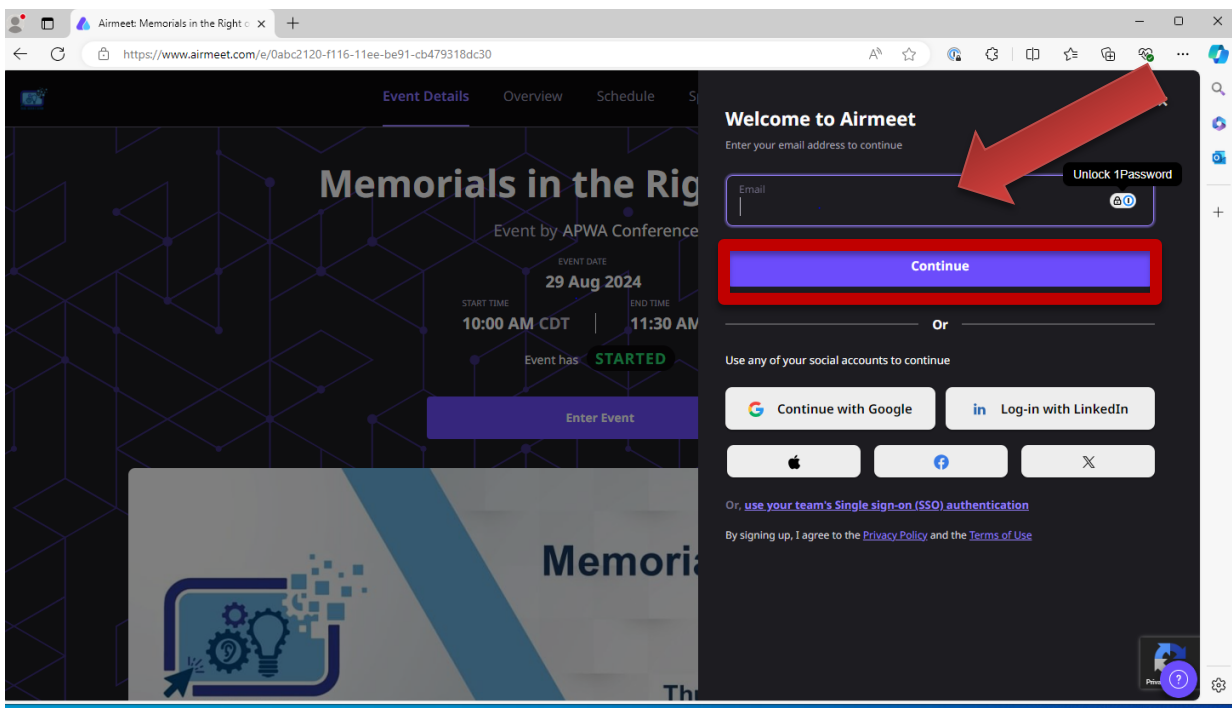 Airmeet: Memorials in the Right o
https://www.airmeet.com/e/0abc2120-f116-11ee-be91-cb479318dc30
Event Details Overview Schedule
Memorials in the Rig
Event by APWA Conference
EVENT DATE
29 Aug 2024
START TIME END TIME
10:00 AM CDT 11:30 AM
Event has STARTED
Enter Event
Memoria
Th
Welcome to Airmeet
Enter your email address to continue
Unlock 1Password
Email
Continue
Or
Use any of your social accounts to continue
Continue with Google
Log-in with LinkedIn
Or, use your team's Single sign-on (SSO) authentication
By signing up, I agree to the Privacy Policy and the Terms of Use